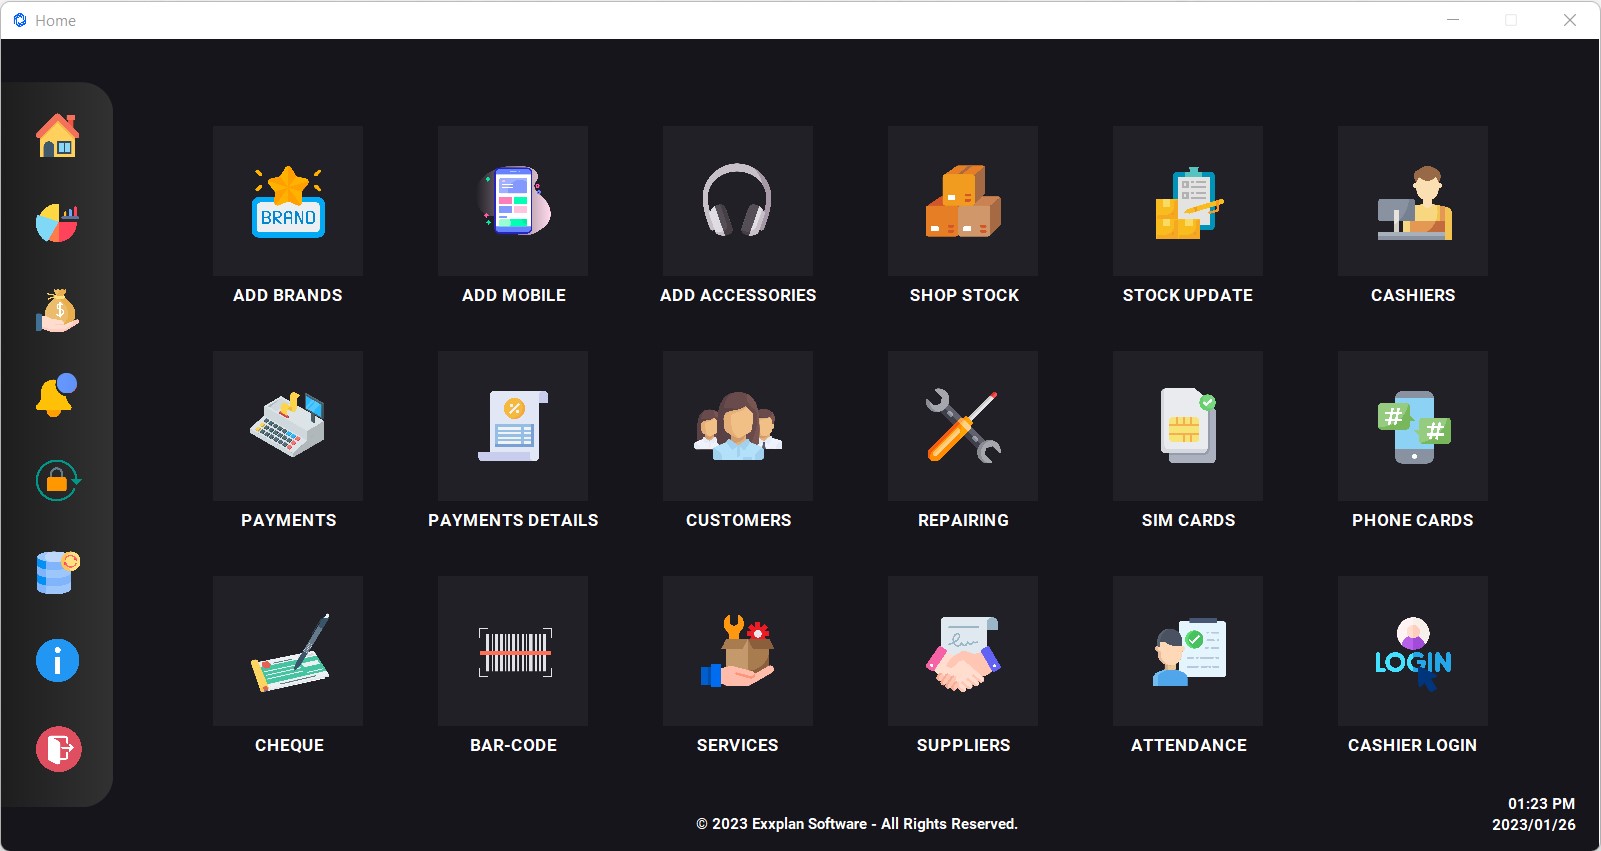 Home
BRAND
ADD BRANDS
ADD MOBILE
ADD ACCESSORIES
SHOP STOCK
STOCK UPDATE
CASHIERS
# #
PAYMENTS
PAYMENTS DETAILS
CUSTOMERS
REPAIRING
SIM CARDS
PHONE CARDS
LOGIN
CHEQUE
BAR-CODE
SERVICES
SUPPLIERS
ATTENDANCE
CASHIER LOGIN
01:23 PM
© 2023 Exxplan Software - All Rights Reserved.
2023/01/26